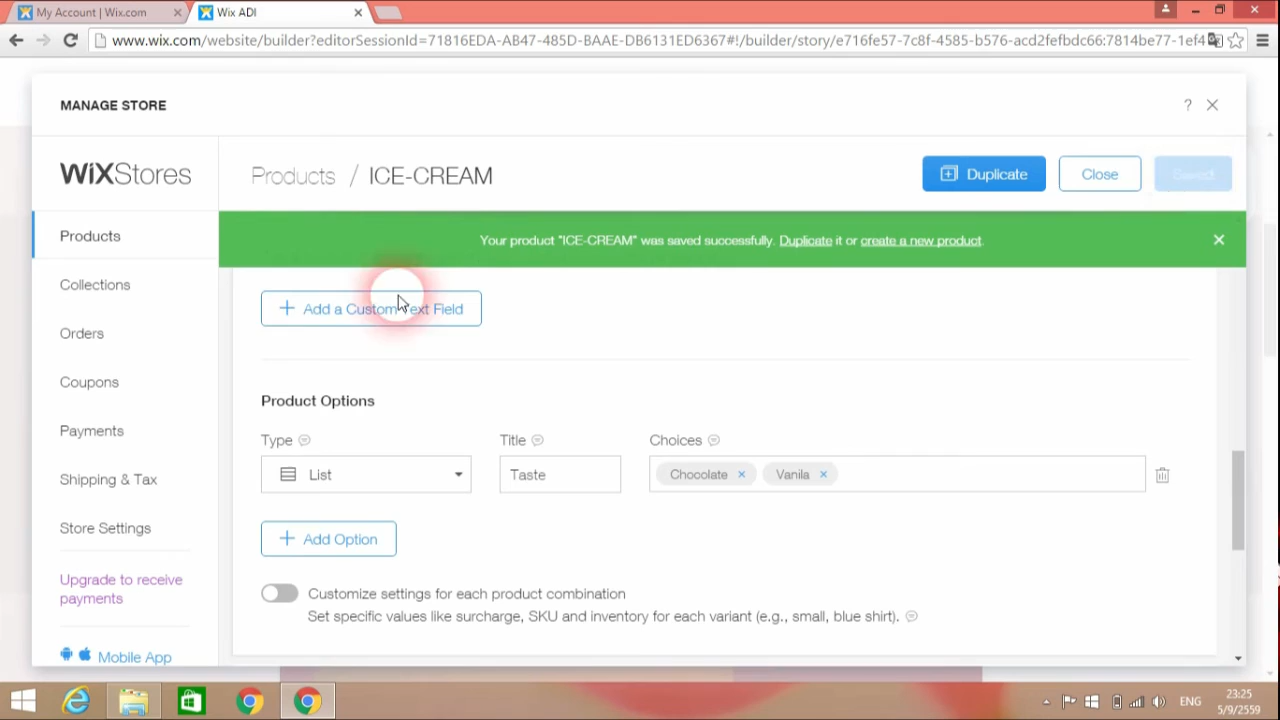 My Account | Wix.com
Wix ADI
www.wix.com/website/builder?editorSessionId=71816EDA-AB47-485D-BAAE-DB6131ED6367#!/builder/story/e716fe57-7c8f-4585-b576-acd2fefbdc66:7814be77-1ef4
MANAGE STORE
?
WiXStores
Products / ICE-CREAM
Duplicate
Close
Saved
Products
Your product "ICE-CREAM" was saved successfully. Duplicate it or create a new product.
Collections
Add a Custom Text Field
Orders
Coupons
Product Options
Payments
Type
Title
Choices
List
Taste
Chocolate
Vanila
Shipping & Tax
Store Settings
Add Option
Upgrade to receive
payments
Customize settings for each product combination
Set specific values like surcharge, SKU and inventory for each variant (e.g., small, blue shirt).
Mobile App
ENG
23:25
5/9/2559